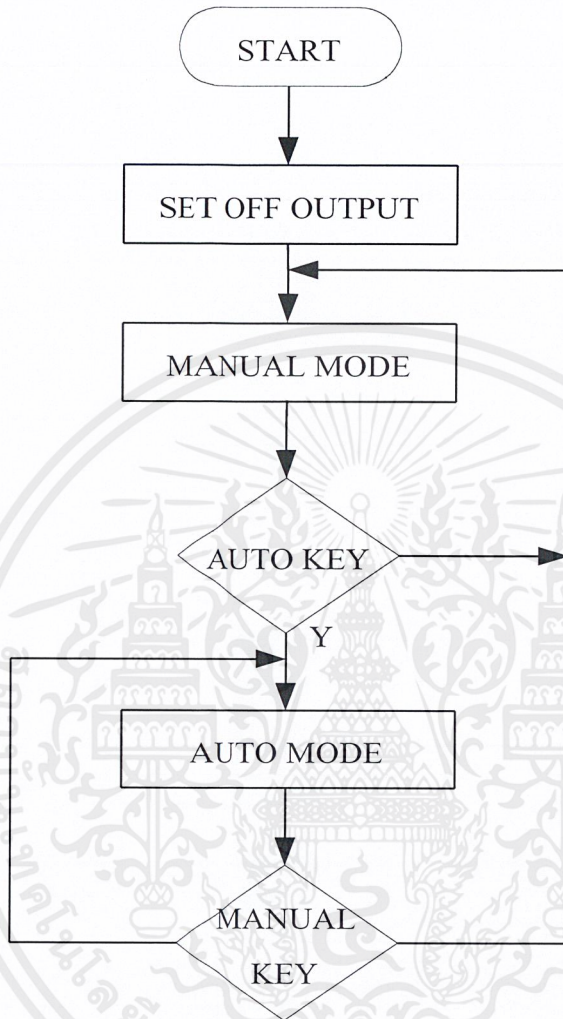 START
SET OFF OUTPUT
MANUAL MODE
AUTO KEY
Y
AUTO MODE
MANUAL
KEY